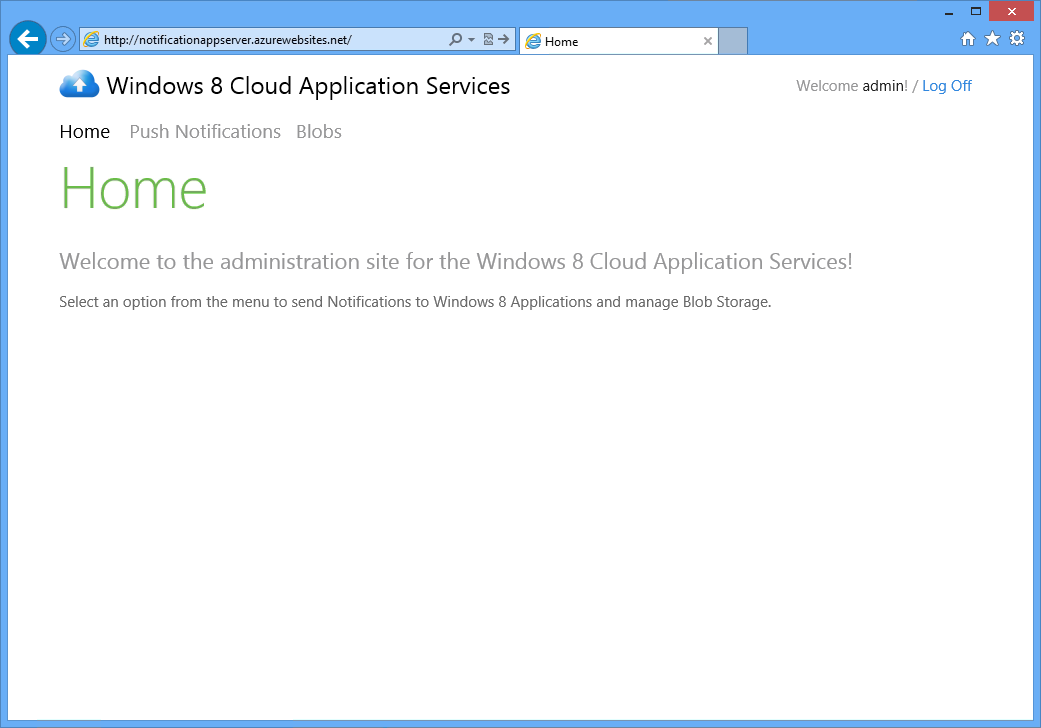 http://notificationappserver.azurewebsites.net/
Home
Windows 8 Cloud Application Services
Welcome admin! / Log Off
Home Push Notifications Blobs
Home
Welcome to the administration site for the Windows 8 Cloud Application Services!
Select an option from the menu to send Notifications to Windows 8 Applications and manage Blob Storage.